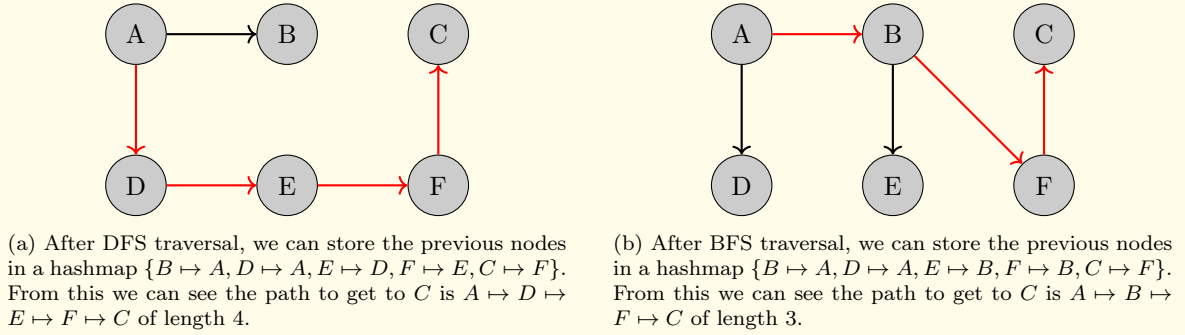 A B C
D E F
(a) After DFS traversal, we can store the previous nodes
in a hashmap {B ↦ A, D ↦ A, E ↦ D, F ↦ E, C ↦ F}.
From this we can see the path to get to C is A ↦ D ↦
E ↦ F ↦ C of length 4.
A B C
D E F
(b) After BFS traversal, we can store the previous nodes
in a hashmap {B ↦ A, D ↦ A, E ↦ B, F ↦ B, C ↦ F}.
From this we can see the path to get to C is A ↦ B ↦
F ↦ C of length 3.